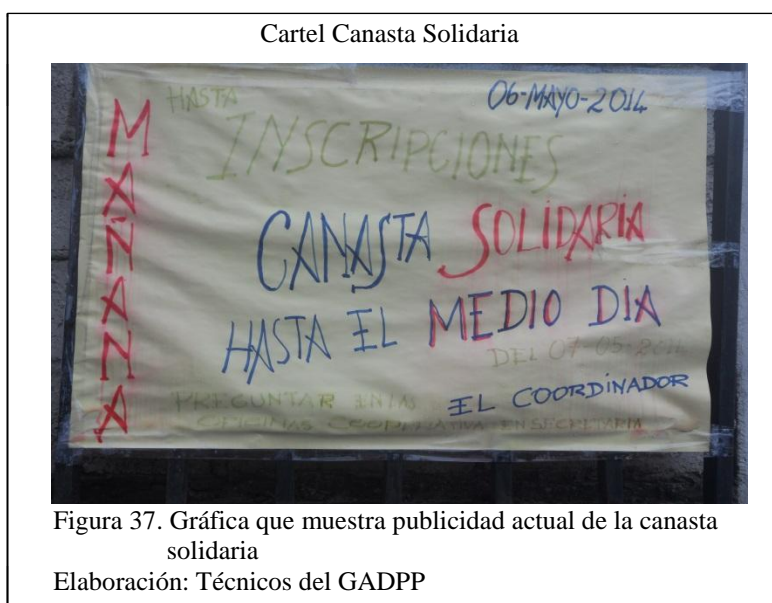 Cartel Canasta Solidaria
HASTA
06-MAYO-2014
MAÑANA
INSCRIPCIONES
CANASTA SOLIDARIA
HASTA EL MEDIO DIA
DEL 07-05-2014
EL COORDINADOR
PREGUNTAR EN LAS
OFICINAS COOPERATIVA EN SECRETARIA
Figura 37. Gráfica que muestra publicidad actual de la canasta
solidaria
Elaboración: Técnicos del GADPP